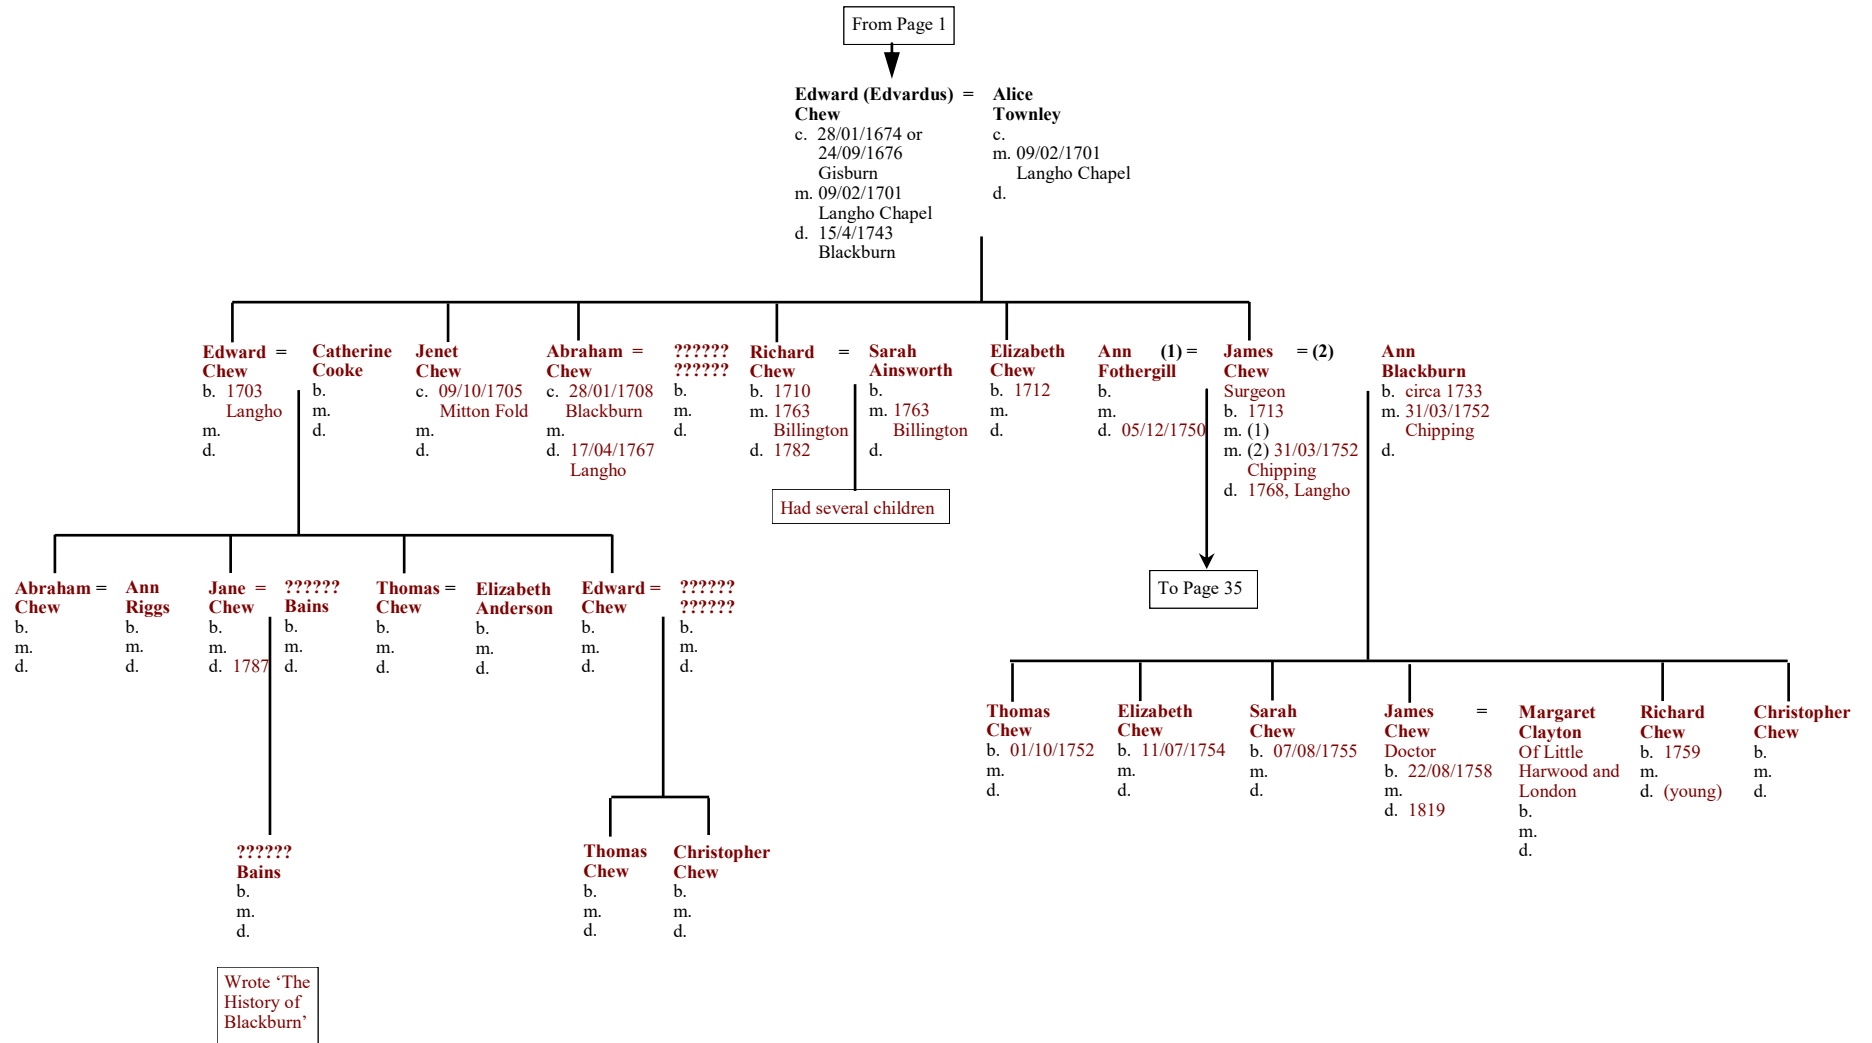 From Page 1
Edward (Edvardus) =
Chew
c. 28/01/1674 or
24/09/1676
Gisburn
m. 09/02/1701
Langho Chapel
d. 15/4/1743
Blackburn
Alice
Townley
c.
m. 09/02/1701
Langho Chapel
d.
Edward =
Chew
b. 1703
Langho
m.
d.
Catherine
Cooke
b.
m.
d.
Jenet
Chew
c. 09/10/1705
Mitton Fold
m.
d.
Abraham =
Chew
c. 28/01/1708
Blackburn
m.
d. 17/04/1767
Langho
??????
??????
b.
m.
d.
Richard =
Chew
b. 1710
m. 1763
Billington
d. 1782
Sarah
Ainsworth
b.
m. 1763
Billington
d.
Had several children
Elizabeth
Chew
b. 1712
m.
d.
Ann (1) =
Fothergill
b.
m.
d. 05/12/1750
James = (2)
Chew
Surgeon
b. 1713
m. (1)
m. (2) 31/03/1752
Chipping
d. 1768, Langho
Ann
Blackburn
b. circa 1733
m. 31/03/1752
Chipping
d.
To Page 35
Abraham =
Chew
b.
m.
d.
Ann
Riggs
b.
m.
d.
Jane =
Chew
b.
m.
d. 1787
??????
Bains
b.
m.
d.
Thomas =
Chew
b.
m.
d.
Elizabeth
Anderson
b.
m.
d.
Edward =
Chew
b.
m.
d.
??????
??????
b.
m.
d.
Thomas
Chew
b. 01/10/1752
m.
d.
Elizabeth
Chew
b. 11/07/1754
m.
d.
Sarah
Chew
b. 07/08/1755
m.
d.
James =
Chew
Doctor
b. 22/08/1758
m.
d. 1819
Margaret
Clayton
Of Little
Harwood and
London
b.
m.
d.
Richard
Chew
b. 1759
m.
d. (young)
Christopher
Chew
b.
m.
d.
??????
Bains
b.
m.
d.
Thomas
Chew
b.
m.
d.
Christopher
Chew
b.
m.
d.
Wrote ‘The
History of
Blackburn’